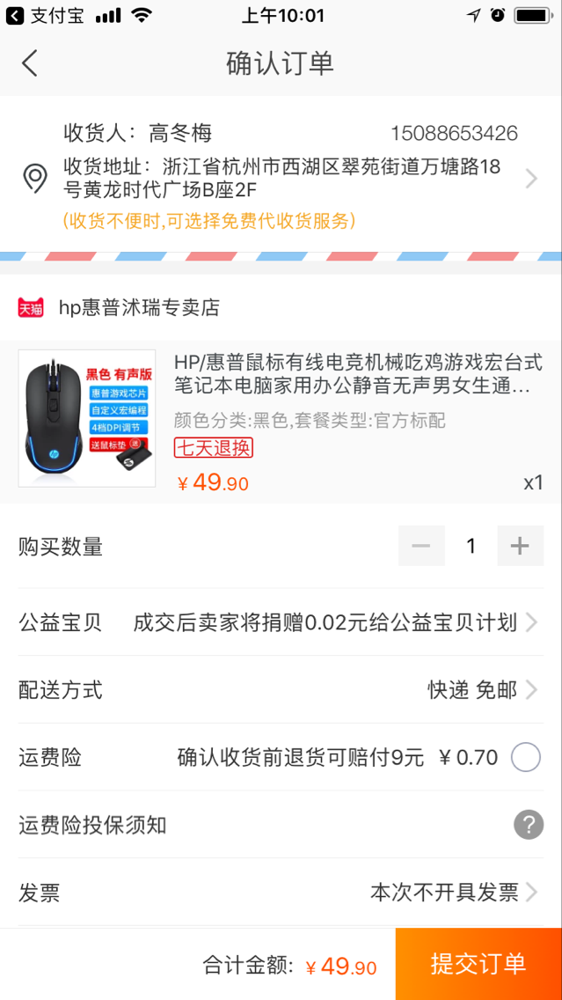 支付宝
上午10:01
确认订单
收货人：高冬梅
15088653426
收货地址：浙江省杭州市西湖区翠苑街道万塘路18
号黄龙时代广场B座2F
(收货不便时,可选择免费代收货服务)
天猫
hp惠普沭瑞专卖店
黑色 有声版
惠普游戏芯片
自定义宏编程
4档DPI调节
送鼠标垫 送
HP/惠普鼠标有线电竞机械吃鸡游戏宏台式
笔记本电脑家用办公静音无声男女生通...
颜色分类:黑色,套餐类型:官方标配
七天退换
￥49.90
x1
购买数量
1
公益宝贝
成交后卖家将捐赠0.02元给公益宝贝计划
配送方式
快递 免邮
运费险
确认收货前退货可赔付9元 ￥0.70
运费险投保须知
?
发票
本次不开具发票
合计金额: ￥49.90
提交订单